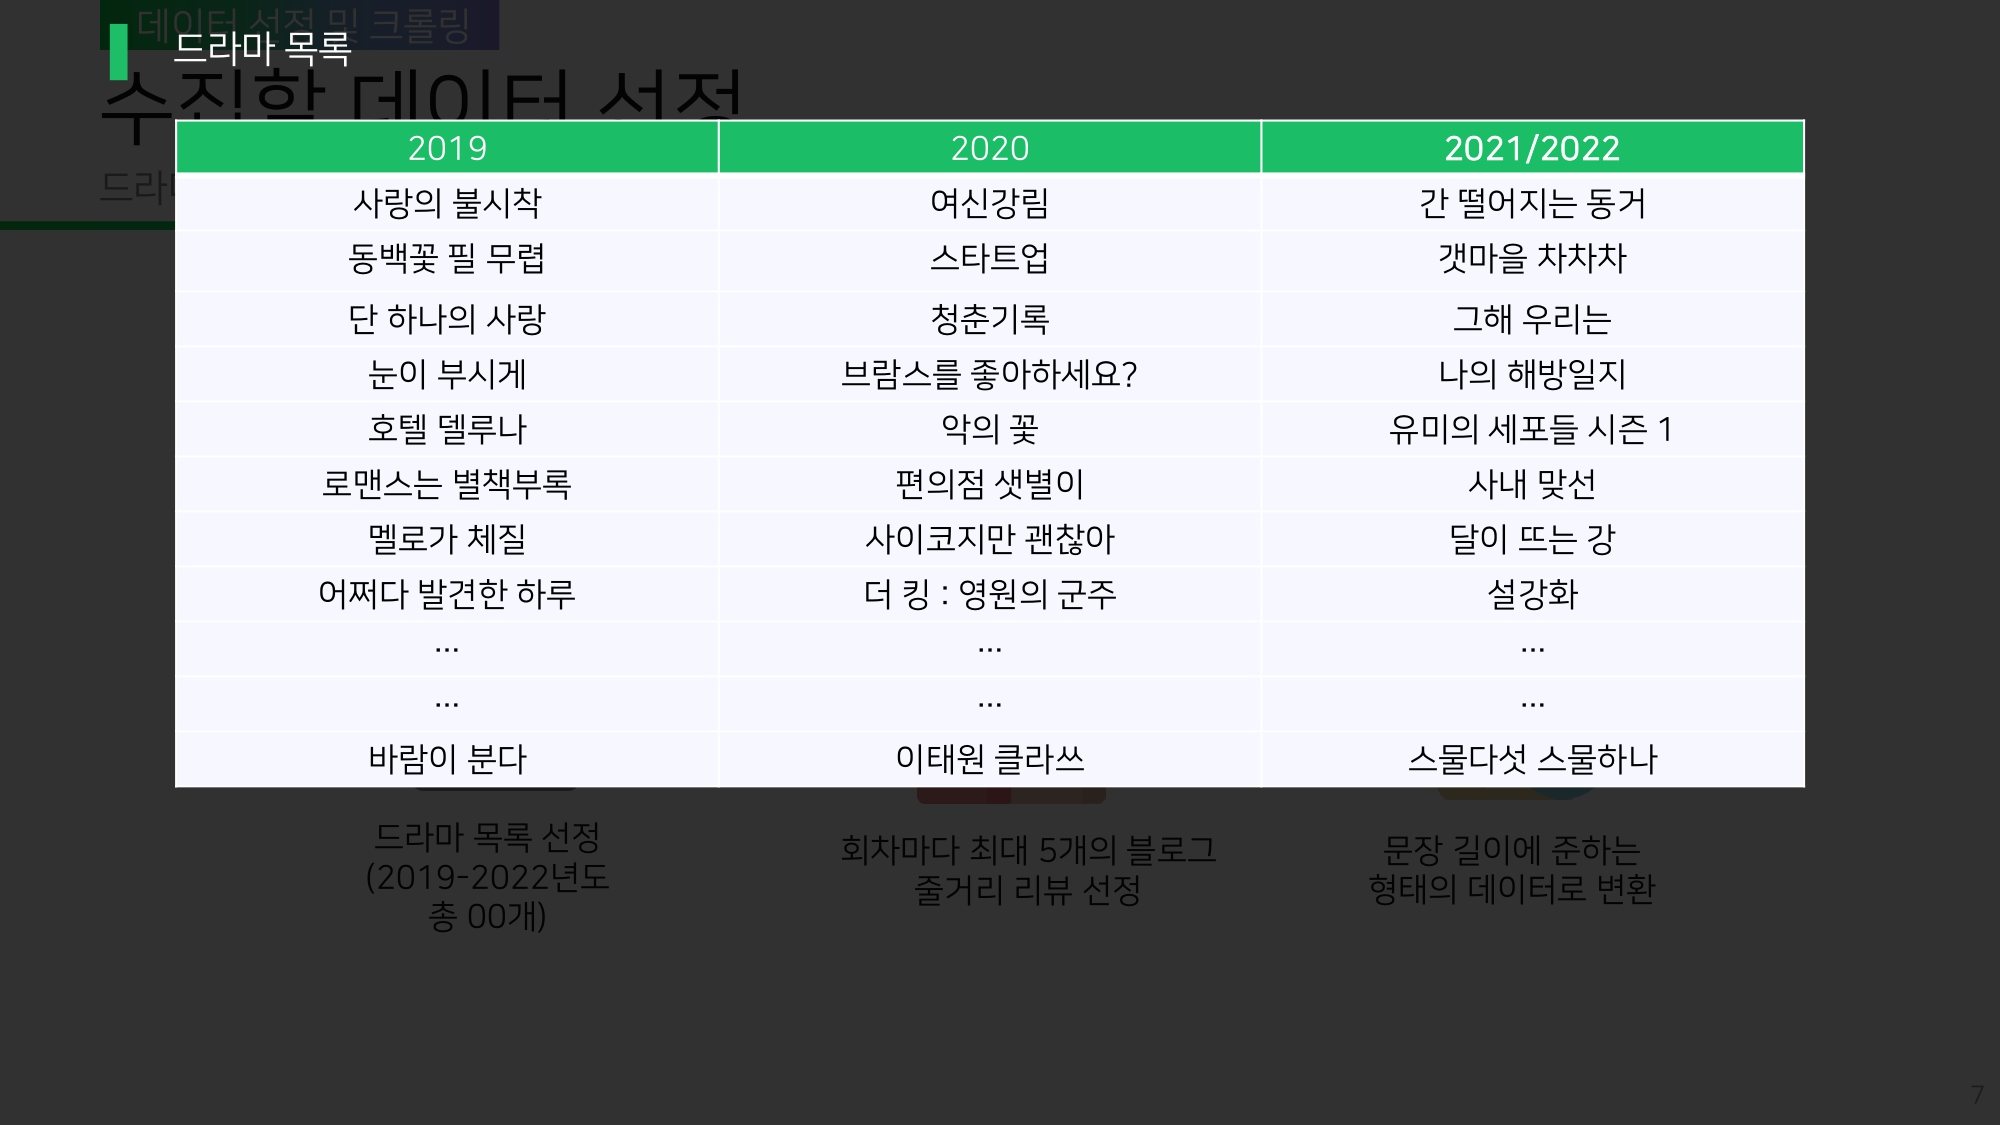 데이터 선정 및 크롤링
드라마 목록
수집할 데이터 선정
드라
2019 2020 2021/2022
사랑의 불시착 여신강림 간 떨어지는 동거
동백꽃 필 무렵 스타트업 갯마을 차차차
단 하나의 사랑 청춘기록 그해 우리는
눈이 부시게 브람스를 좋아하세요? 나의 해방일지
호텔 델루나 악의 꽃 유미의 세포들 시즌 1
로맨스는 별책부록 편의점 샛별이 사내 맞선
멜로가 체질 사이코지만 괜찮아 달이 뜨는 강
어쩌다 발견한 하루 더 킹 : 영원의 군주 설강화
... ... ...
... ... ...
바람이 분다 이태원 클라쓰 스물다섯 스물하나
드라마 목록 선정
(2019-2022년도
총 00개)
회차마다 최대 5개의 블로그
줄거리 리뷰 선정
문장 길이에 준하는
형태의 데이터로 변환
7